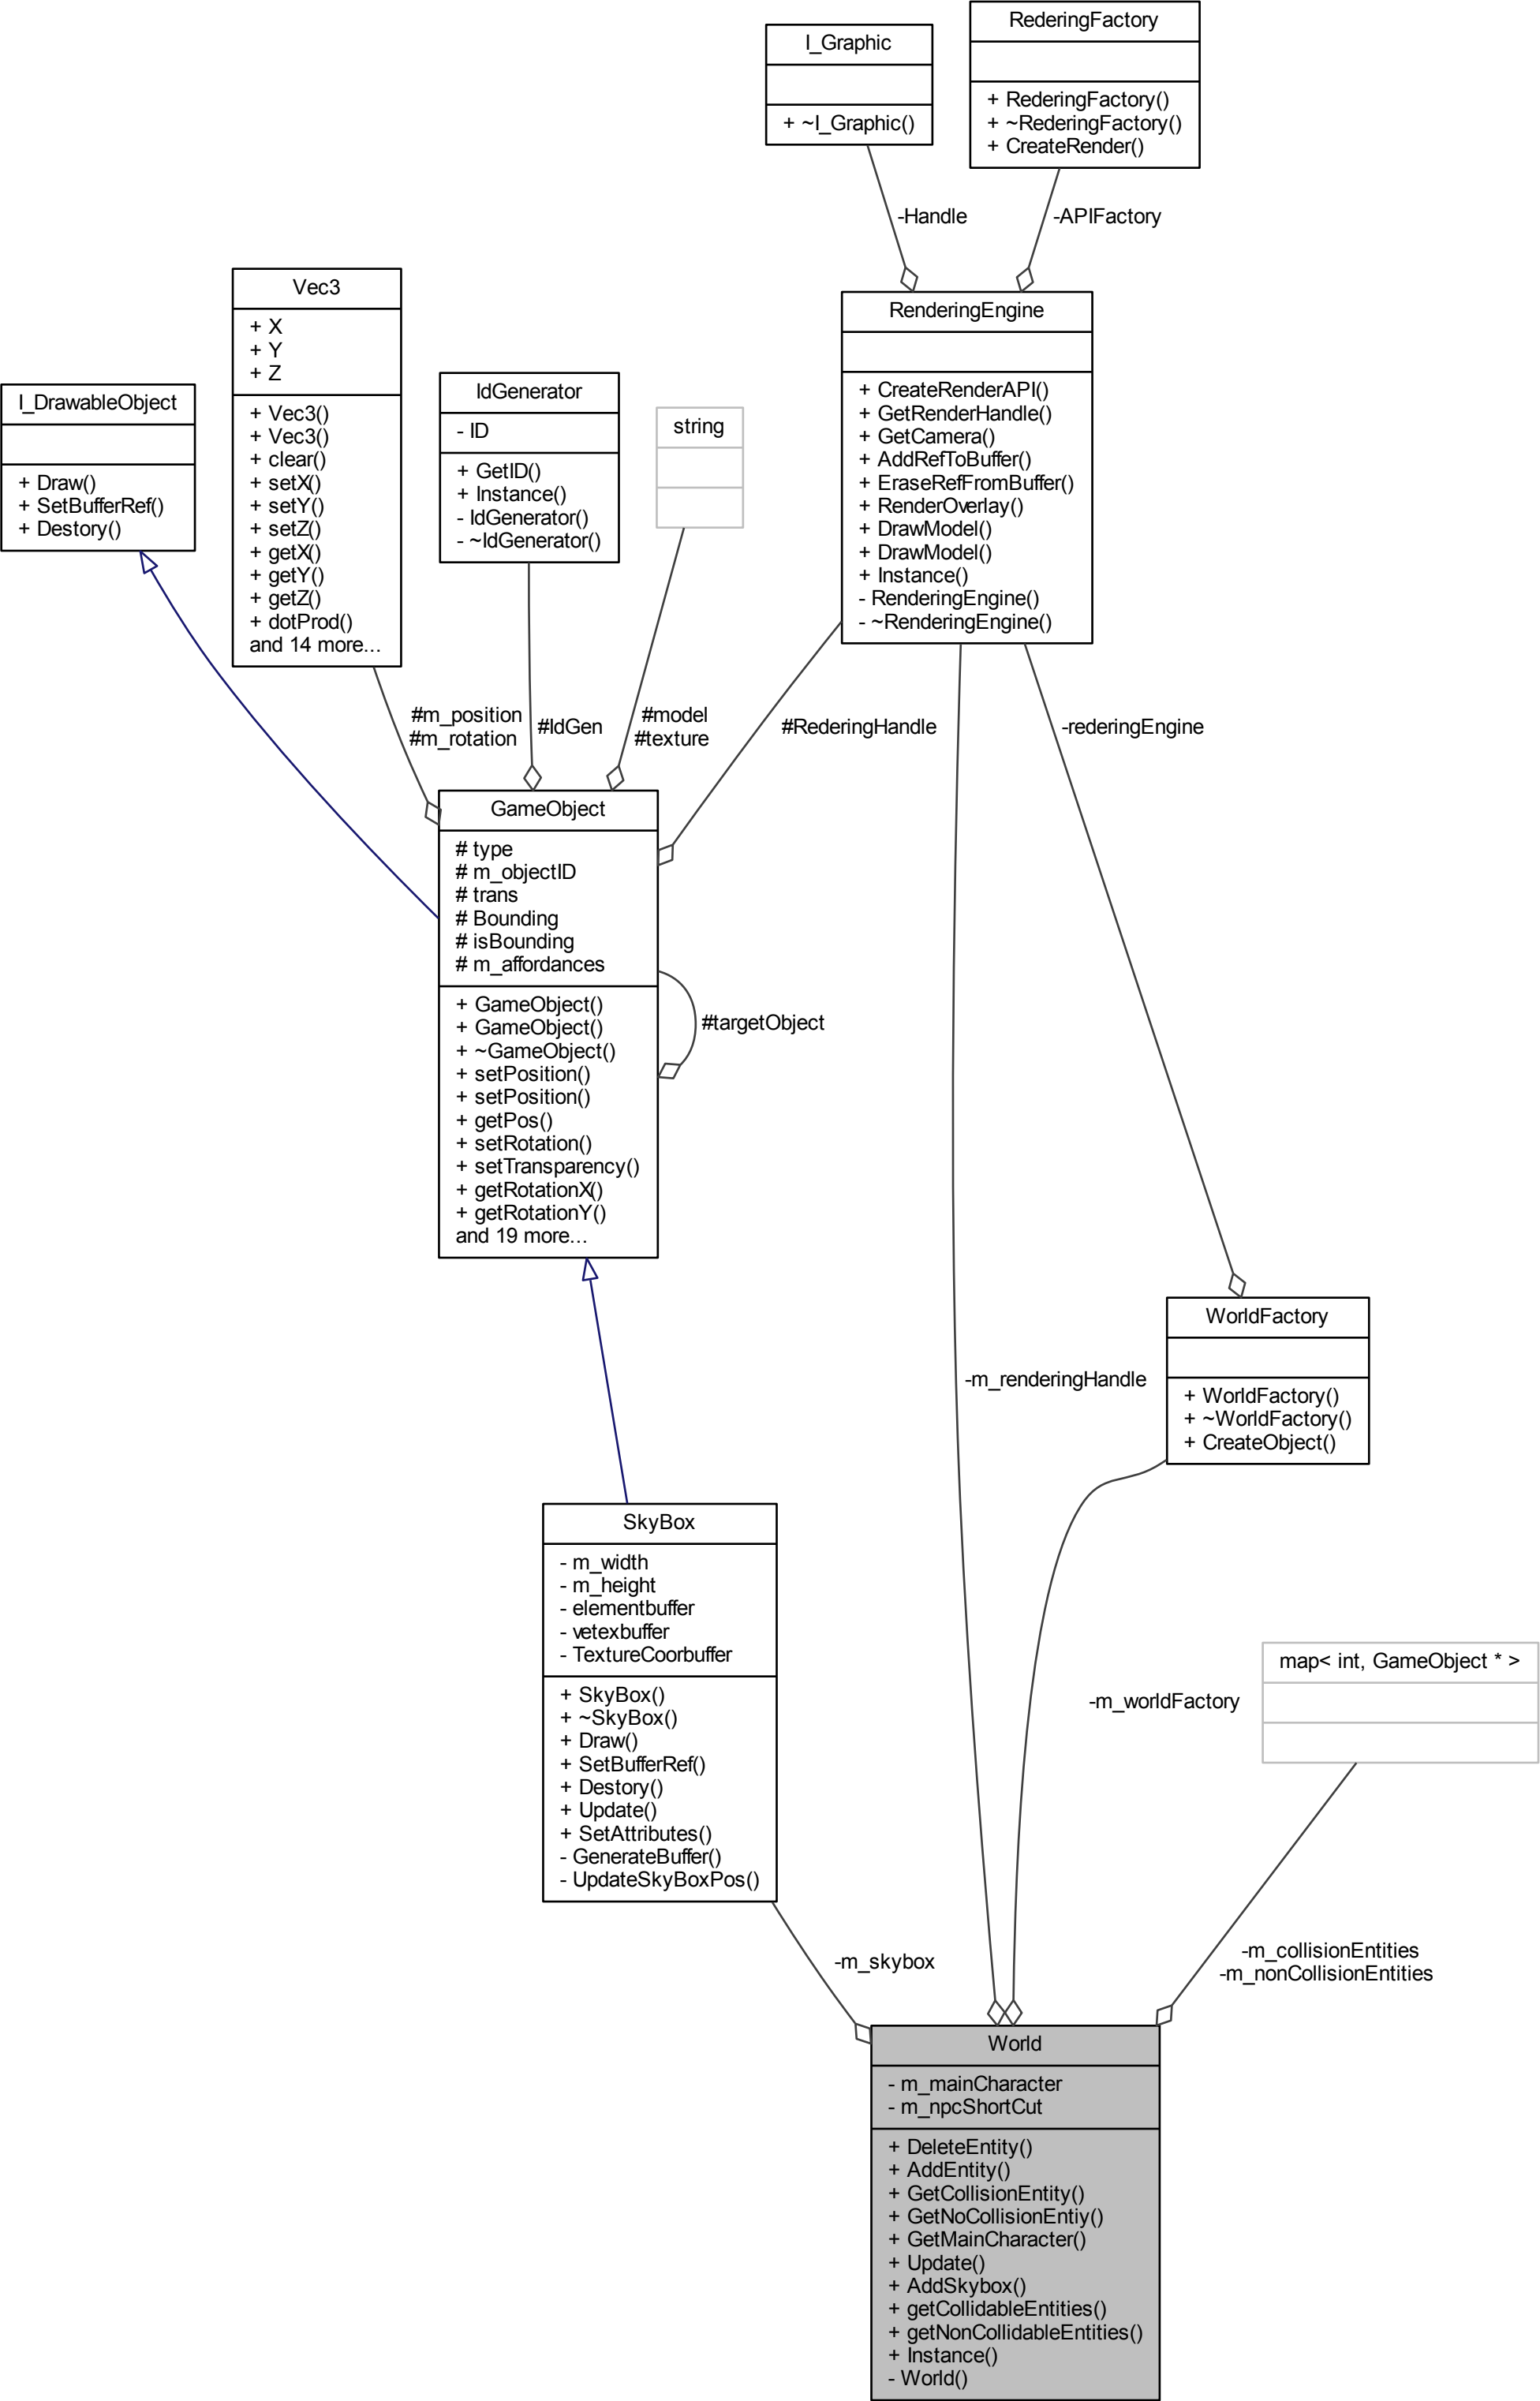 RederingFactory
+ RederingFactory()
+ ~RederingFactory()
+ CreateRender()
I_Graphic
+ ~I_Graphic()
-Handle
-APIFactory
Vec3
+ X
+ Y
+ Z
+ Vec3()
+ Vec3()
+ clear()
+ setX()
+ setY()
+ setZ()
+ getX()
+ getY()
+ getZ()
+ dotProd()
and 14 more...
RenderingEngine
+ CreateRenderAPI()
+ GetRenderHandle()
+ GetCamera()
+ AddRefToBuffer()
+ EraseRefFromBuffer()
+ RenderOverlay()
+ DrawModel()
+ DrawModel()
+ Instance()
- RenderingEngine()
- ~RenderingEngine()
I_DrawableObject
+ Draw()
+ SetBufferRef()
+ Destory()
IdGenerator
- ID
+ GetID()
+ Instance()
- IdGenerator()
- ~IdGenerator()
string
#m_position
#m_rotation
#IdGen
#model
#texture
#RederingHandle
-rederingEngine
GameObject
# type
# m_objectID
# trans
# Bounding
# isBounding
# m_affordances
+ GameObject()
+ GameObject()
+ ~GameObject()
+ setPosition()
+ setPosition()
+ getPos()
+ setRotation()
+ setTransparency()
+ getRotationX()
+ getRotationY()
and 19 more...
#targetObject
WorldFactory
+ WorldFactory()
+ ~WorldFactory()
+ CreateObject()
-m_renderingHandle
SkyBox
- m_width
- m_height
- elementbuffer
- vetexbuffer
- TextureCoorbuffer
+ SkyBox()
+ ~SkyBox()
+ Draw()
+ SetBufferRef()
+ Destory()
+ Update()
+ SetAttributes()
- GenerateBuffer()
- UpdateSkyBoxPos()
map< int, GameObject * >
-m_worldFactory
-m_skybox
-m_collisionEntities
-m_nonCollisionEntities
World
- m_mainCharacter
- m_npcShortCut
+ DeleteEntity()
+ AddEntity()
+ GetCollisionEntity()
+ GetNoCollisionEntiy()
+ GetMainCharacter()
+ Update()
+ AddSkybox()
+ getCollidableEntities()
+ getNonCollidableEntities()
+ Instance()
- World()